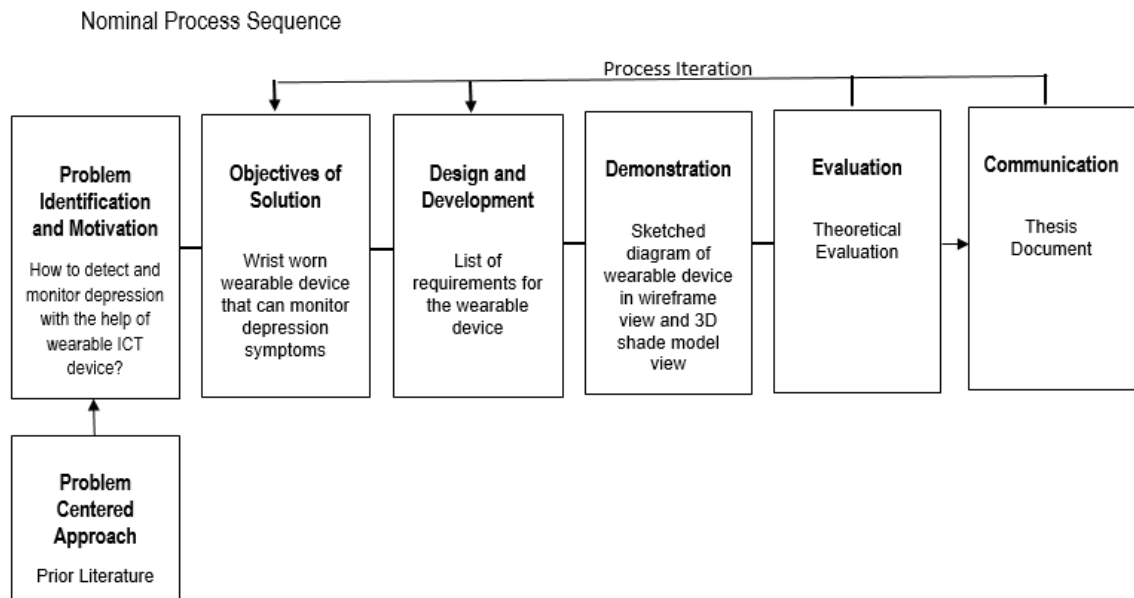 Nominal Process Sequence
Process Iteration
Problem
Identification
and Motivation
How to detect and
monitor depression
with the help of
wearable ICT
device?
Objectives of
Solution
Wrist worn
wearable device
that can monitor
depression
symptoms
Design and
Development
List of
requirements for
the wearable
device
Demonstration
Sketched
diagram of
wearable device
in wireframe
view and 3D
shade model
view
Evaluation
Theoretical
Evaluation
Communication
Thesis
Document
Problem
Centered
Approach
Prior Literature